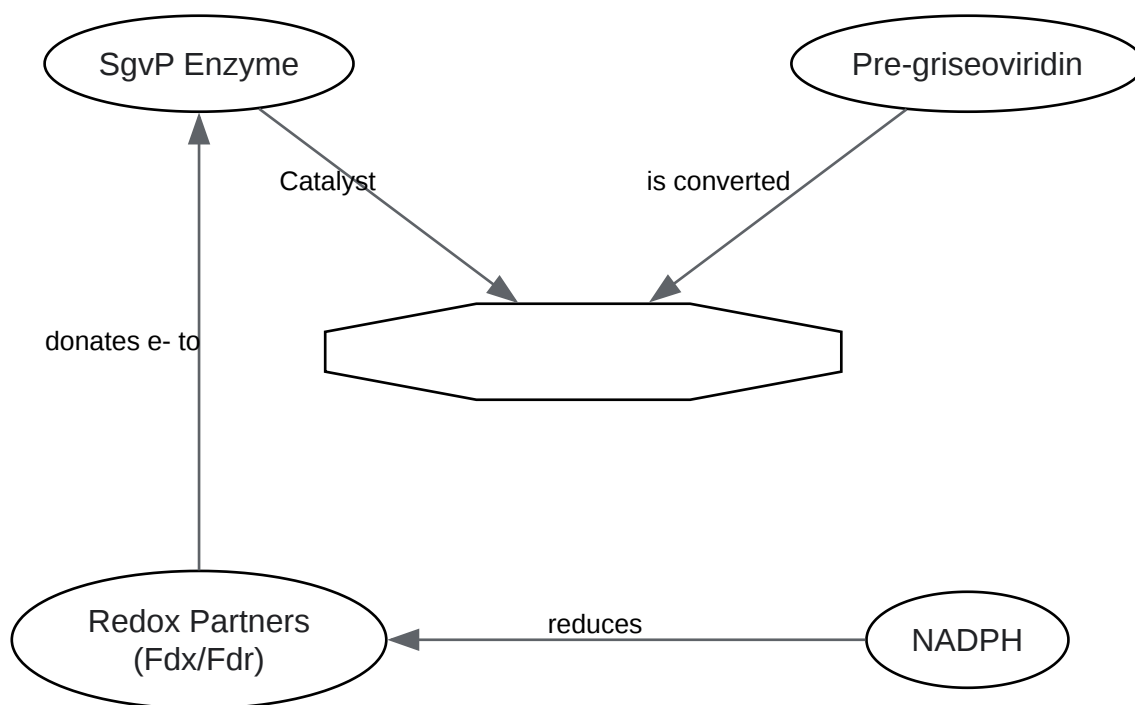 SgvP Enzyme
Pre-griseoviridin
Catalyst
is converted
donates e- to
Redox Partners
(Fdx/Fdr)
reduces
NADPH